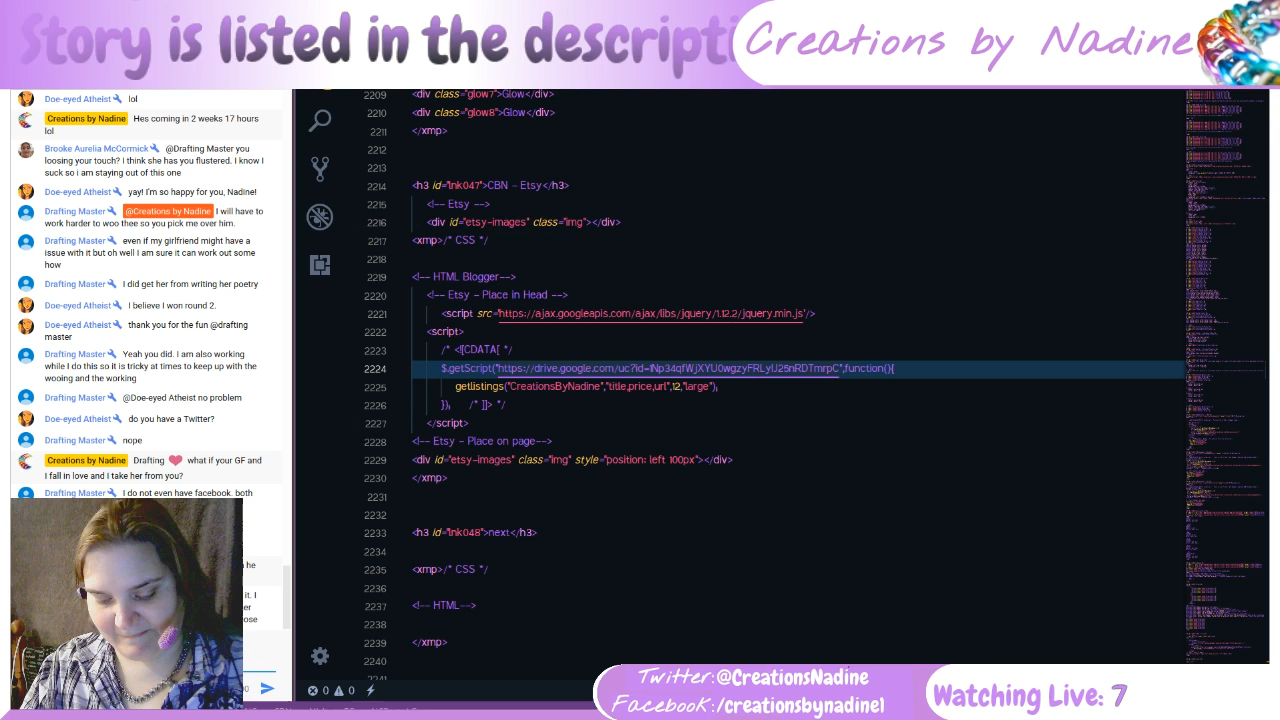 Story is listed in the descripti
Creations by Nadine
Doe-eyed Atheist lol
Creations by Nadine Hes coming in 2 weeks 17 hours
lol
Brooke Aurelia McCormick @Drafting Master you
loosing your touch? I think she has you flustered. I know I
suck so i am staying out of this one
Doe-eyed Atheist yay! I'm so happy for you, Nadine!
Drafting Master @Creations by Nadine I will have to
work harder to woo thee so you pick me over him.
Drafting Master even if my girlfriend might have a
issue with it but oh well I am sure it can work out some
how
Drafting Master I did get her from writing her poetry
Doe-eyed Atheist I believe I won round 2.
Doe-eyed Atheist thank you for the fun @drafting
master
Drafting Master Yeah you did. I am also working
while I do this so it is tricky at times to keep up with the
wooing and the working
Drafting Master @Doe-eyed Atheist no problem
Doe-eyed Atheist do you have a Twitter?
Drafting Master nope
Creations by Nadine Drafting ❤ what if your GF and
I fall in love and I take her from you?
Drafting Master I do not even have facebook. both
he
it. I
er
ose
2209 <div class="glow7">Glow</div>
2210 <div class="glow8">Glow</div>
2211 </xmp>
2212
2213
2214 <h3 id="lnk047">CBN - Etsy</h3>
2215 <!-- Etsy -->
2216 <div id="etsy-images" class="img"></div>
2217 <xmp>/* CSS */
2218
2219 <!-- HTML Blogger-->
2220 <!-- Etsy - Place in Head -->
2221 <script src='https://ajax.googleapis.com/ajax/libs/jquery/1.12.2/jquery.min.js'/>
2222 <script>
2223 /* <![CDATA[ */
2224 $.getScript("https://drive.google.com/uc?id=1Np34qfWjXYU0wgzyFRLyIJ25nRDTmrpC",function(){
2225 getlistings("CreationsByNadine","title,price,url",12,"large");
2226 }); /* ]]> */
2227 </script>
2228 <!-- Etsy - Place on page-->
2229 <div id="etsy-images" class="img" style="position: left 100px"></div>
2230 </xmp>
2231
2232
2233 <h3 id="lnk048">next</h3>
2234
2235 <xmp>/* CSS */
2236
2237 <!-- HTML-->
2238
2239 </xmp>
2240
0 0
Twitter:@CreationsNadine
Facebook:/creationsbynadine1
Watching Live: 7